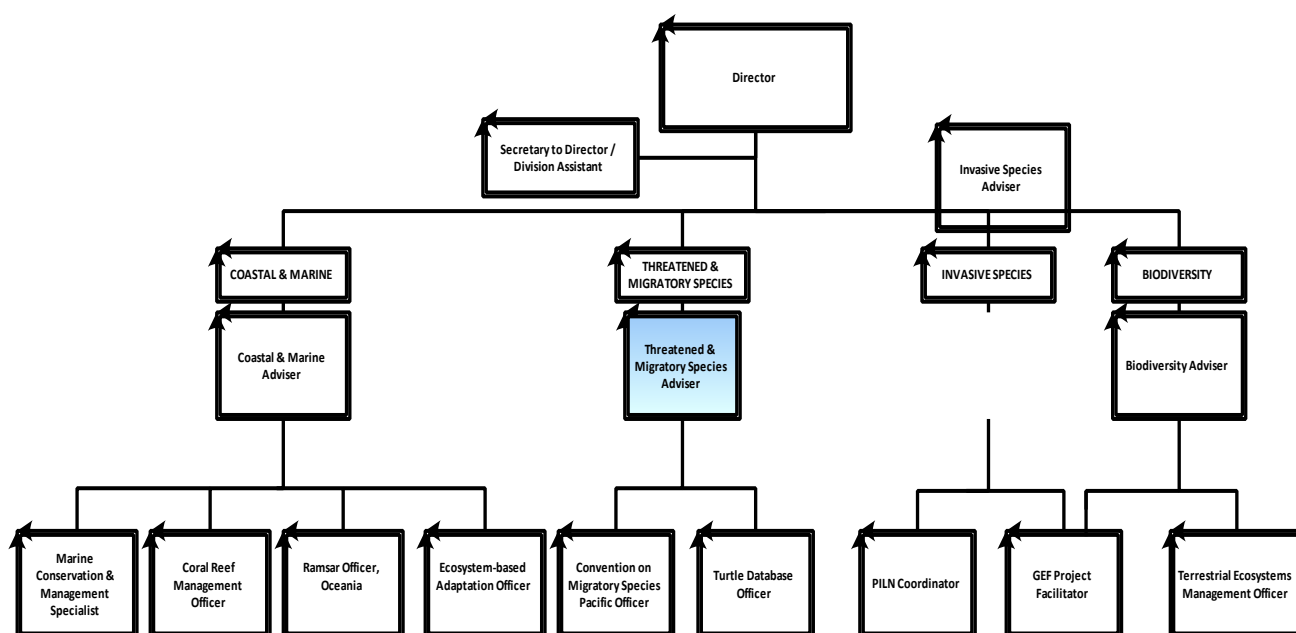 Director
Secretary to Director /
Division Assistant
Invasive Species
Adviser
COASTAL & MARINE
THREATENED &
MIGRATORY SPECIES
INVASIVE SPECIES
BIODIVERSITY
Coastal & Marine
Adviser
Threatened &
Migratory Species
Adviser
Biodiversity Adviser
Marine
Conservation &
Management
Specialist
Coral Reef
Management
Officer
Ramsar Officer,
Oceania
Ecosystem-based
Adaptation Officer
Convention on
Migratory Species
Pacific Officer
Turtle Database
Officer
PILN Coordinator
GEF Project
Facilitator
Terrestrial Ecosystems
Management Officer